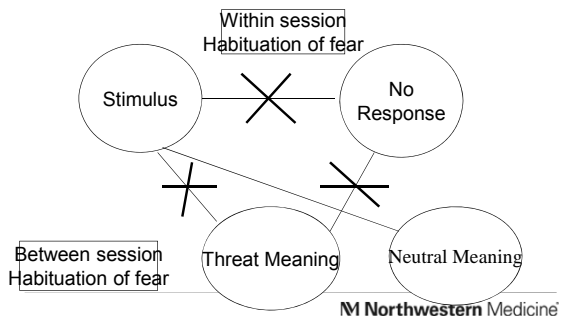 Within session
Habituation of fear
Stimulus
No
Response
Between session
Habituation of fear
Threat Meaning
Neutral Meaning
M Northwestern Medicine®